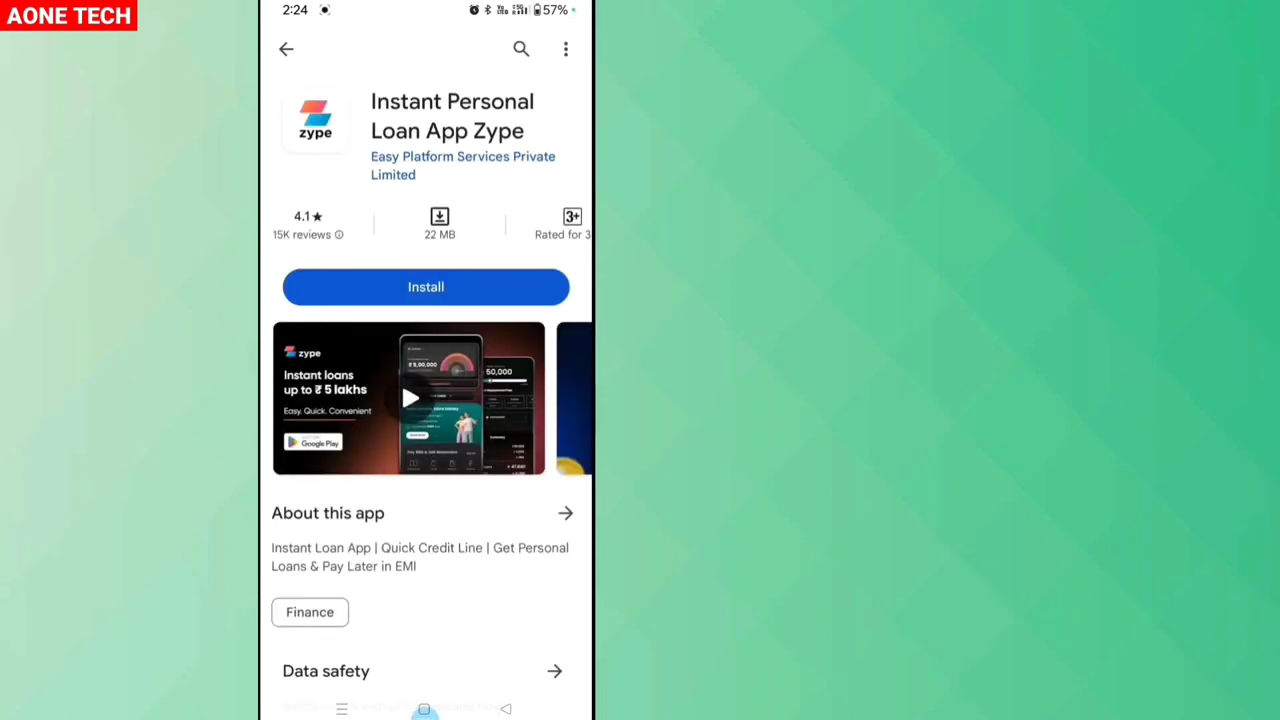 AONE TECH
2:24
57%
zype
Instant Personal
Loan App Zype
Easy Platform Services Private
Limited
4.1★
3+
15K reviews
22 MB
Rated for 3
Install
zype
Instant loans
up to ₹ 5 lakhs
Easy. Quick. Convenient
Google Play
₹ 5,00,000
50,000
About this app
Instant Loan App | Quick Credit Line | Get Personal
Loans & Pay Later in EMI
Finance
Data safety